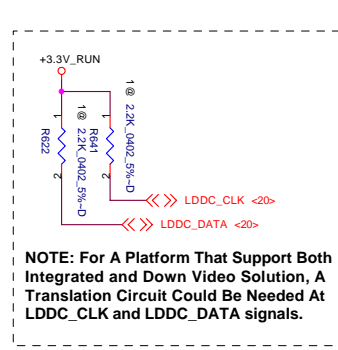 +3.3V_RUN
1
1
1@
2.2K_0402_5%~D
R641
1@
2.2K_0402_5%~D
R622
2
2
LDDC_CLK <20>
LDDC_DATA <20>
NOTE: For A Platform That Support Both
Integrated and Down Video Solution, A
Translation Circuit Could Be Needed At
LDDC_CLK and LDDC_DATA signals.